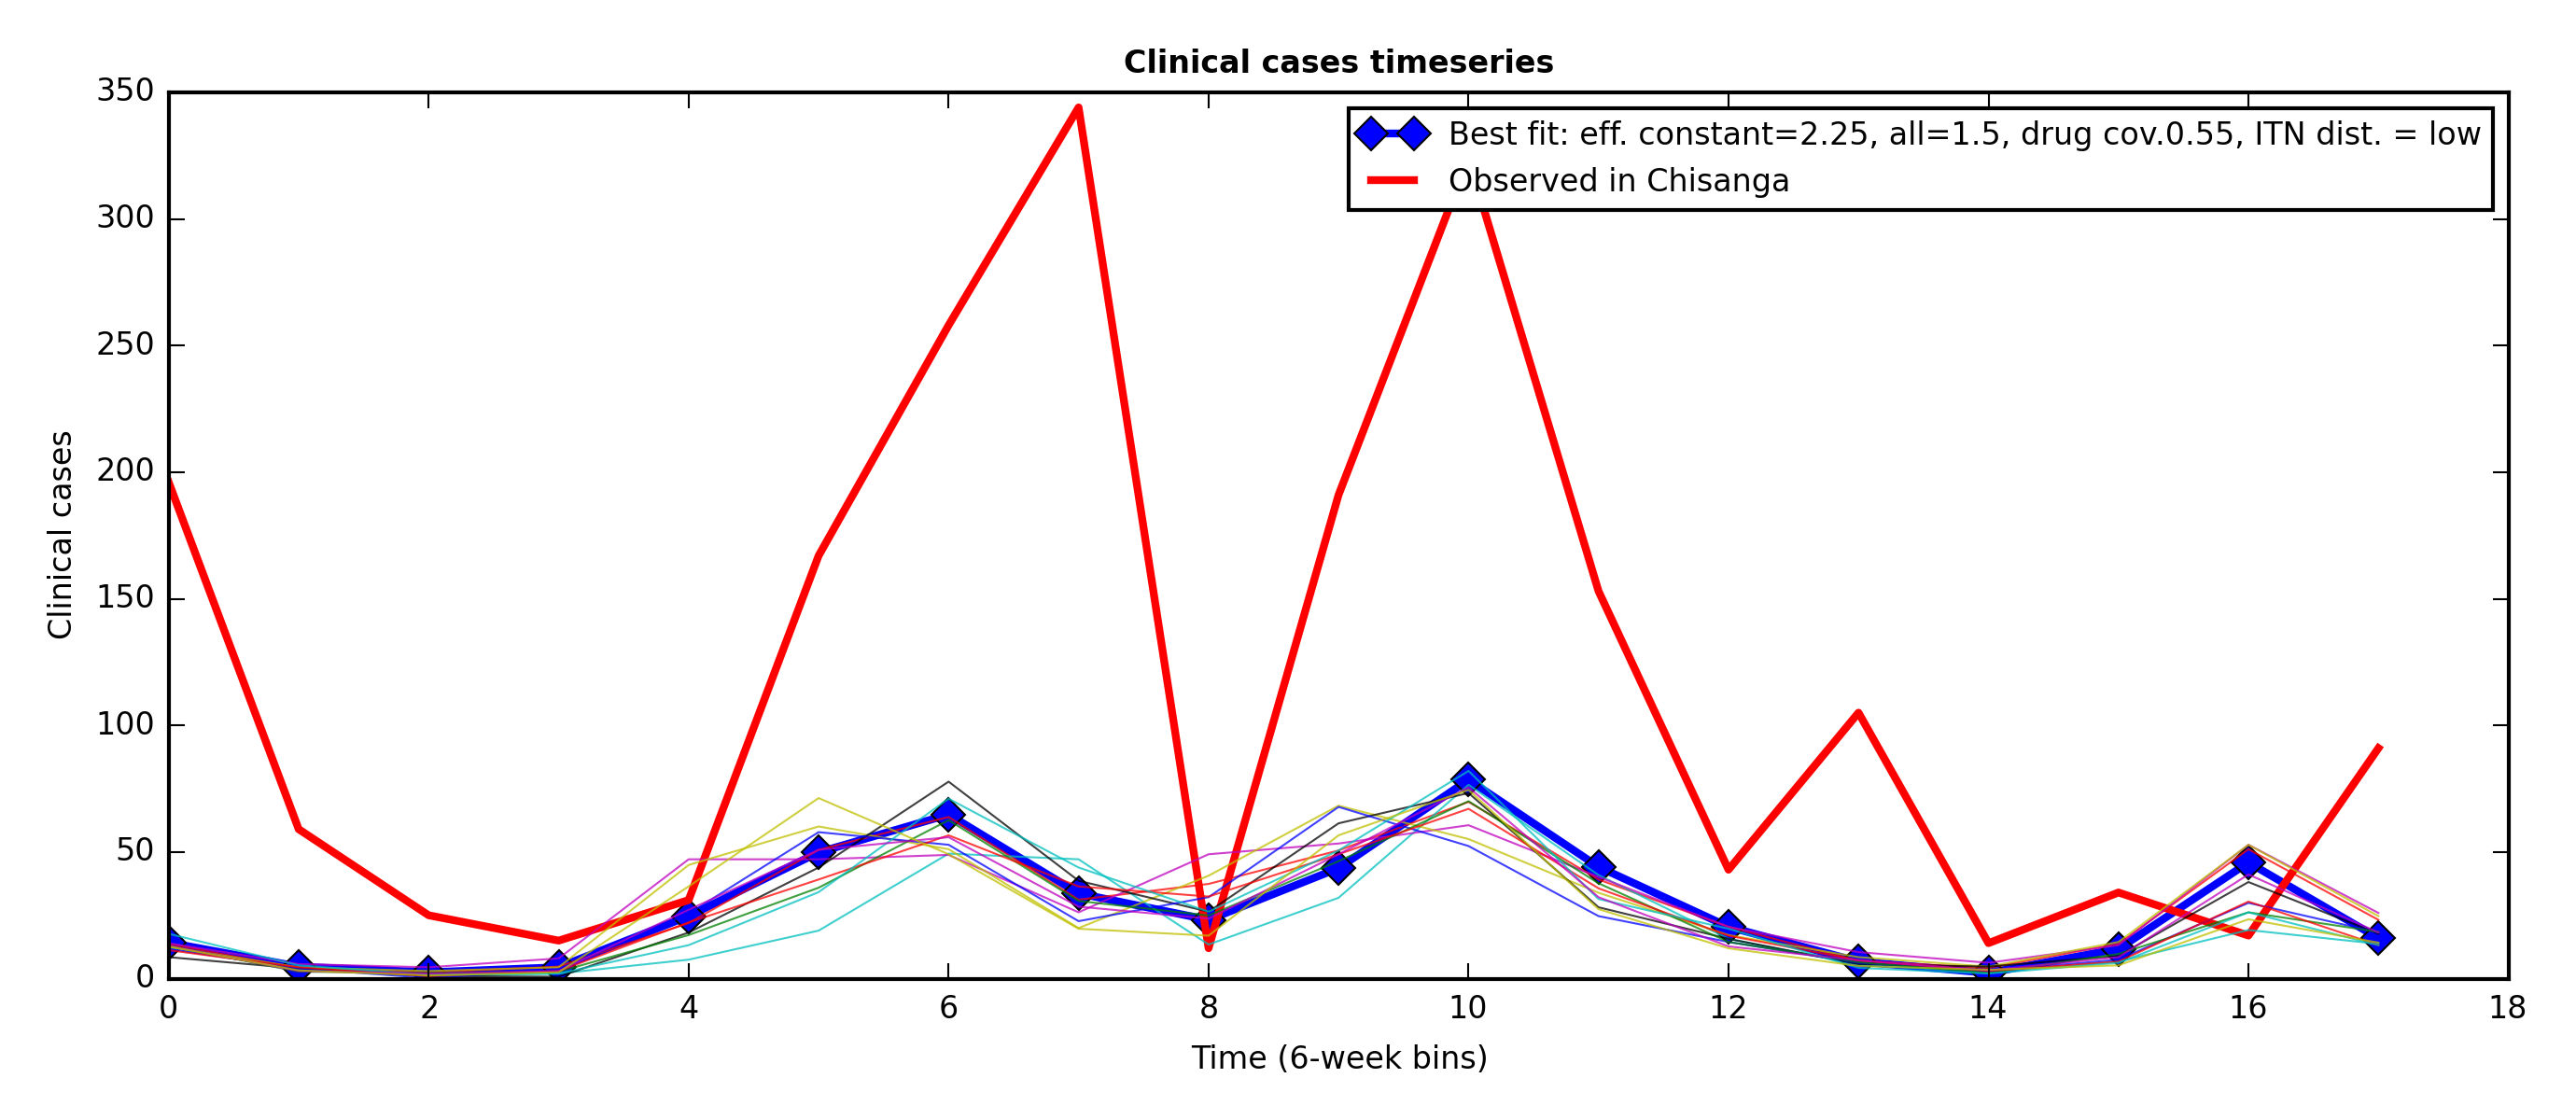 Clinical cases timeseries
350
300
250
200
150
100
50
0
Clinical cases
Best fit: eff. constant=2.25, all=1.5, drug cov.0.55, ITN dist. = low
Observed in Chisanga
0 2 4 6 8 10 12 14 16 18
Time (6-week bins)